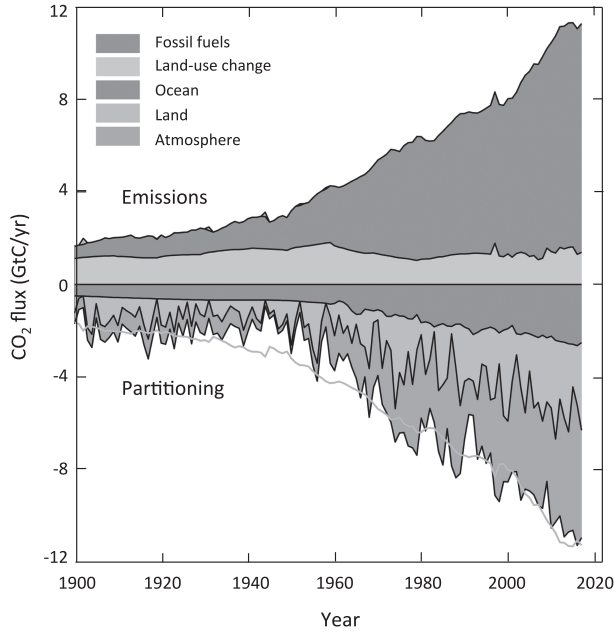 12
8
4
0
-4
-8
-12
CO2 flux (GtC/yr)
Fossil fuels
Land-use change
Ocean
Land
Atmosphere
Emissions
Partitioning
1900 1920 1940 1960 1980 2000 2020
Year